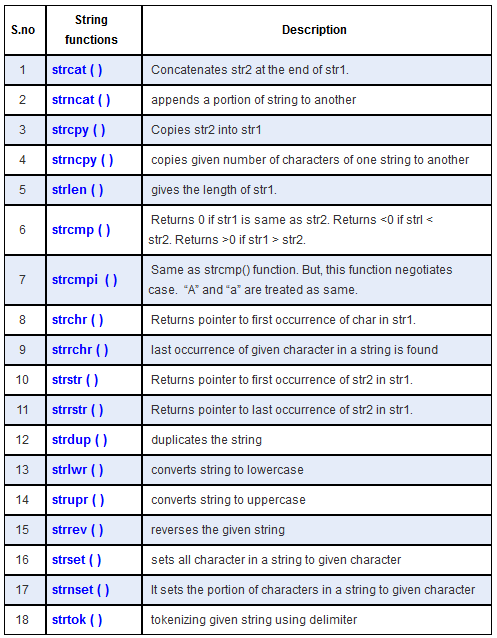 S.no String functions Description
1 strcat ( ) Concatenates str2 at the end of str1.
2 strncat ( ) appends a portion of string to another
3 strcpy ( ) Copies str2 into str1
4 strncpy ( ) copies given number of characters of one string to another
5 strlen ( ) gives the length of str1.
6 strcmp ( ) Returns 0 if str1 is same as str2. Returns <0 if strl <
str2. Returns >0 if str1 > str2.
7 strcmpi ( ) Same as strcmp() function. But, this function negotiates
case. “A” and “a” are treated as same.
8 strchr ( ) Returns pointer to first occurrence of char in str1.
9 strrchr ( ) last occurrence of given character in a string is found
10 strstr ( ) Returns pointer to first occurrence of str2 in str1.
11 strrstr ( ) Returns pointer to last occurrence of str2 in str1.
12 strdup ( ) duplicates the string
13 strlwr ( ) converts string to lowercase
14 strupr ( ) converts string to uppercase
15 strrev ( ) reverses the given string
16 strset ( ) sets all character in a string to given character
17 strnset ( ) It sets the portion of characters in a string to given character
18 strtok ( ) tokenizing given string using delimiter